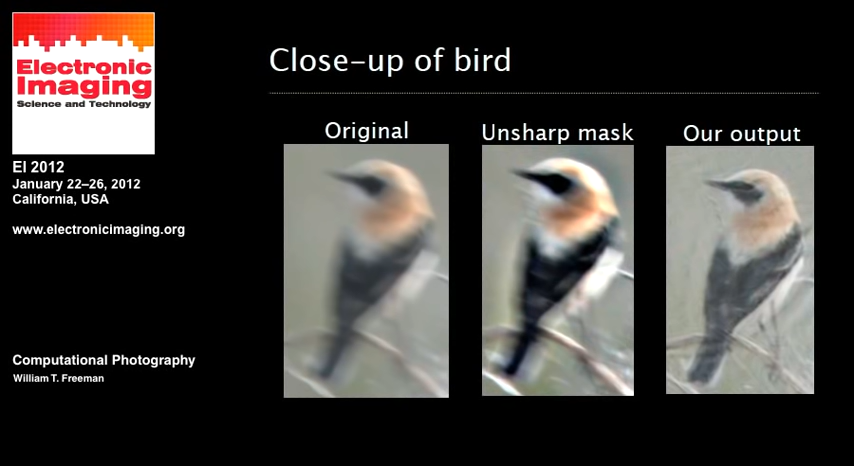 Electronic
Imaging
Science and Technology
EI 2012
January 22–26, 2012
California, USA
www.electronicimaging.org
Computational Photography
William T. Freeman
Close-up of bird
Original
Unsharp mask
Our output